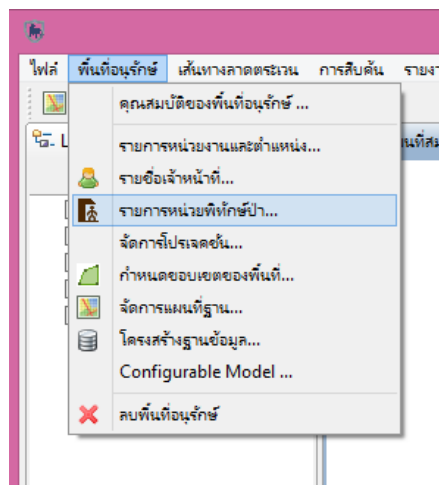 ไฟล์ พื้นที่อนุรักษ์ เส้นทางลาดตระเวน การสืบค้น รายงา
คุณสมบัติของพื้นที่อนุรักษ์ ...
รายการหน่วยงานและตำแหน่ง...
รายชื่อเจ้าหน้าที่...
รายการหน่วยพิทักษ์ป่า...
จัดการโปรเจคชั่น...
กำหนดขอบเขตของพื้นที่...
จัดการแผนที่ฐาน...
โครงสร้างฐานข้อมูล...
Configurable Model ...
ลบพื้นที่อนุรักษ์